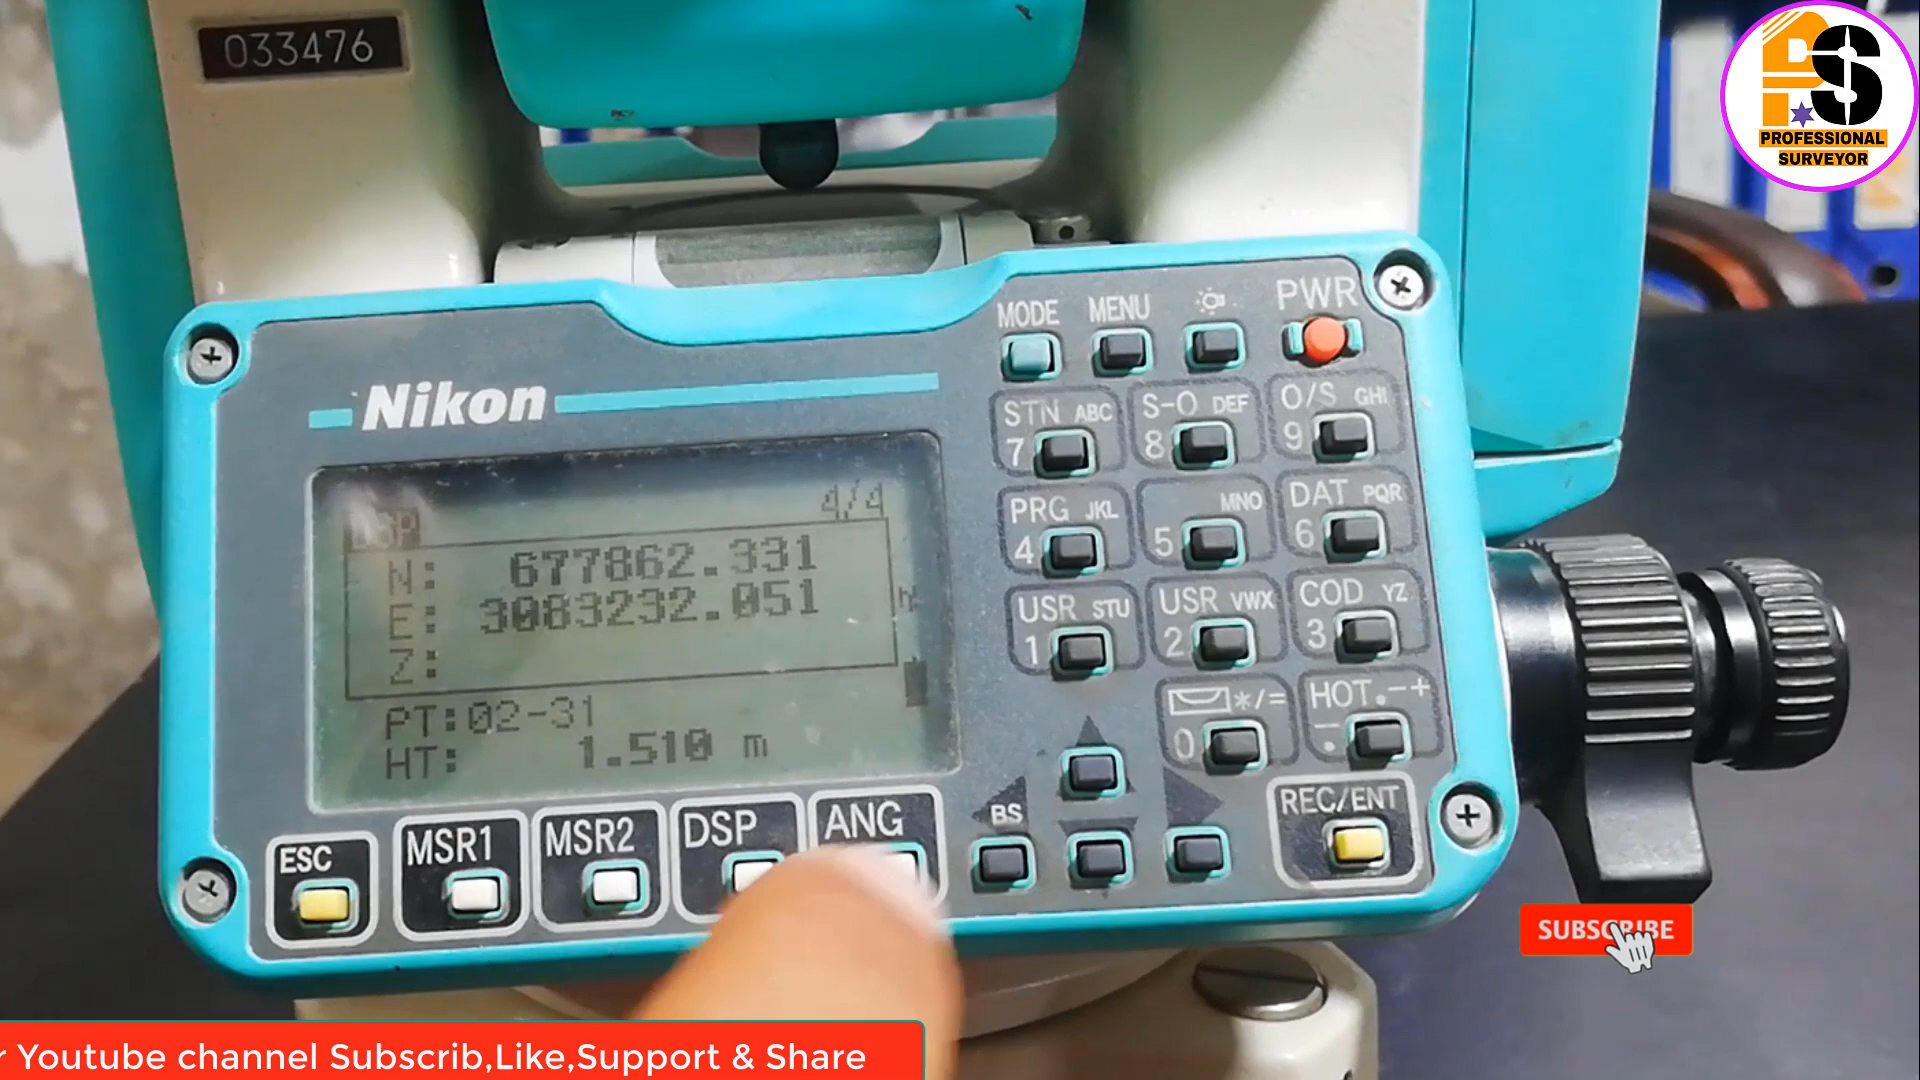 033476
PS
PROFESSIONAL
SURVEYOR
MODE MENU PWR
Nikon
STN ABC 7
S-O DEF 8
O/S GHI 9
PRG JKL 4
MNO 5
DAT PQR 6
USR STU 1
USR VWX 2
COD YZ 3
*/= 0
HOT .-+ .
DSP 4/4
N: 677862.331
E: 3083232.051
Z:
PT:02-31
HT: 1.510 m
ESC MSR1 MSR2 DSP ANG
BS
REC/ENT
SUBSCRIBE
r Youtube channel Subscrib,Like,Support & Share